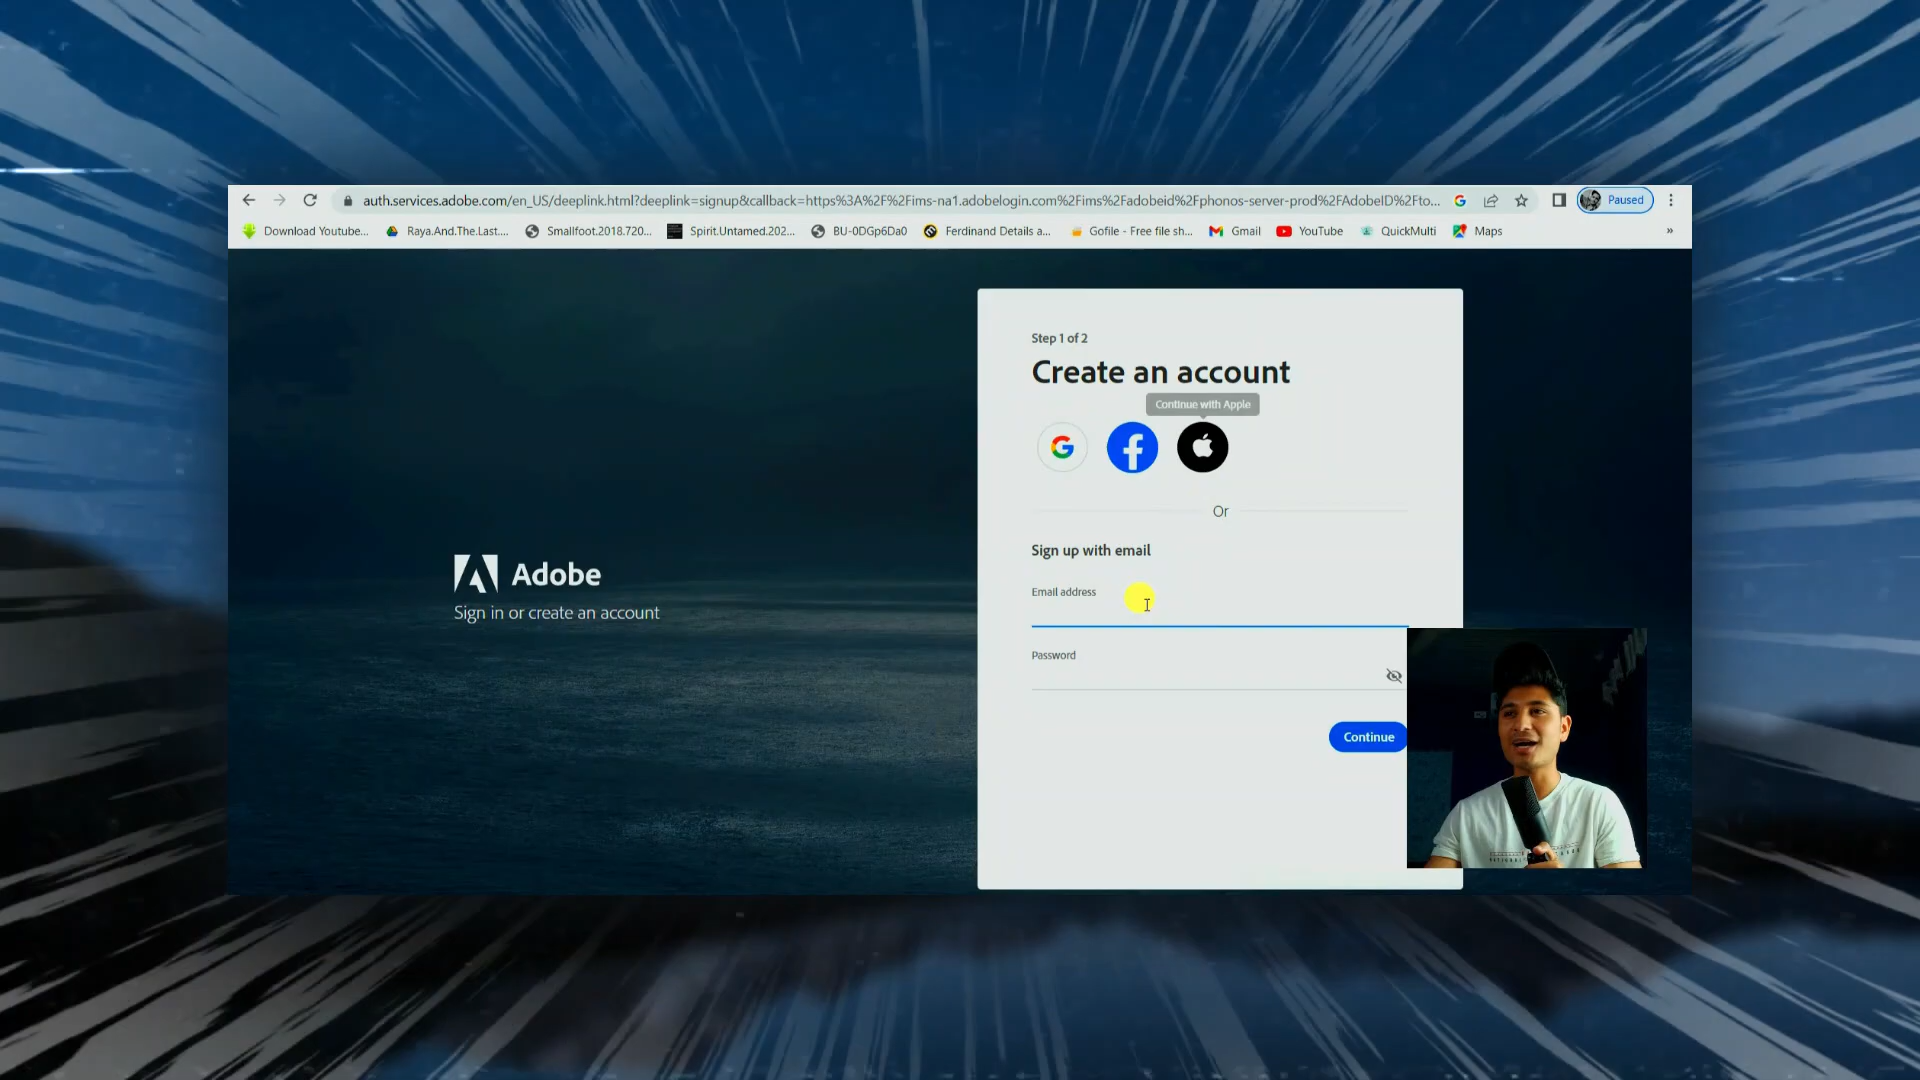 auth.services.adobe.com/en_US/deeplink.html?deeplink=signup&callback=https%3A%2F%2Fims-na1.adobelogin.com%2Fims%2Fadobeid%2Fphonos-server-prod%2FAdobeID%2Fto...
Paused
Download Youtube...
Raya.And.The.Last....
Smallfoot.2018.720...
Spirit.Untamed.202...
BU-0DGp6Da0
Ferdinand Details a...
Gofile - Free file sh...
Gmail
YouTube
QuickMulti
Maps
»
Step 1 of 2
Create an account
Continue with Apple
Or
Sign up with email
Email address
Password
Continue
Adobe
Sign in or create an account